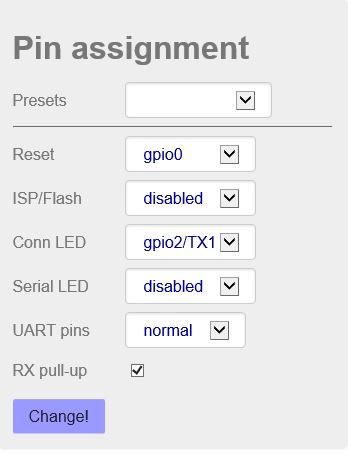 Pin assignment
Presets
Reset gpio0
ISP/Flash disabled
Conn LED gpio2/TX1
Serial LED disabled
UART pins normal
RX pull-up
Change!